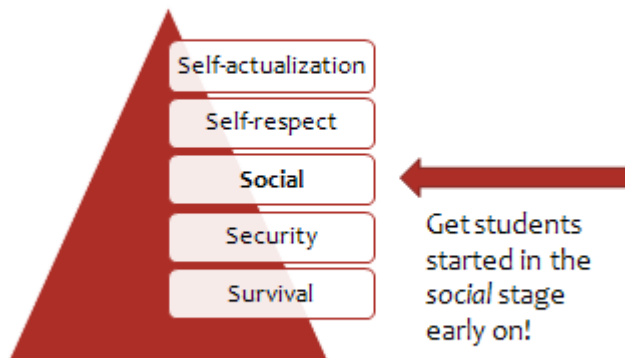 Self-actualization
Self-respect
Social
Security
Survival
Get students
started in the
social stage
early on!